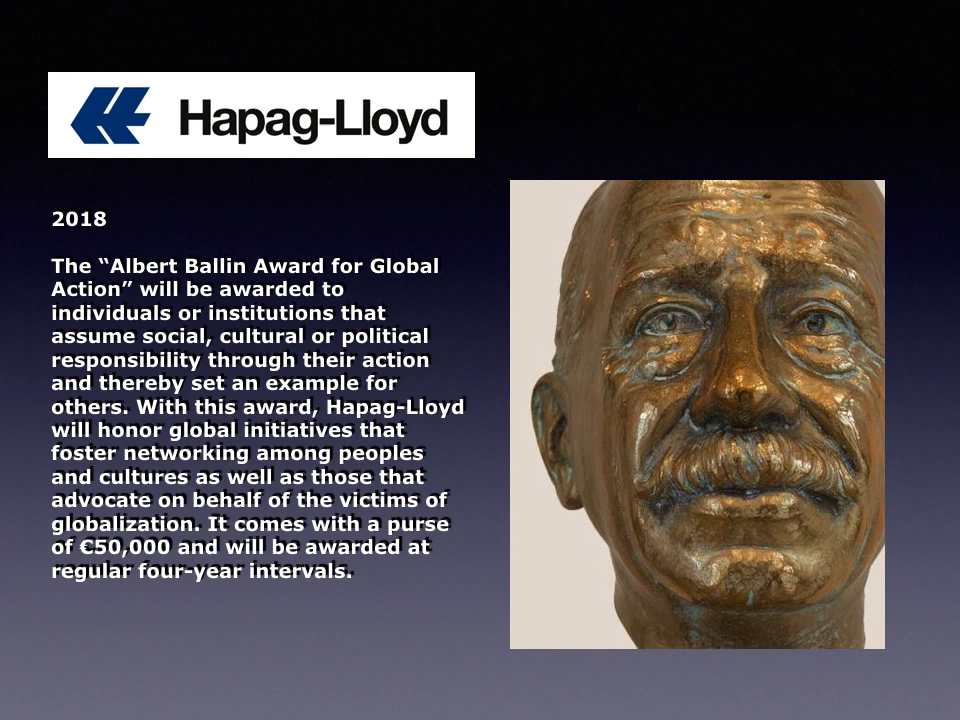 Hapag-Lloyd
2018
The “Albert Ballin Award for Global
Action” will be awarded to
individuals or institutions that
assume social, cultural or political
responsibility through their action
and thereby set an example for
others. With this award, Hapag-Lloyd
will honor global initiatives that
foster networking among peoples
and cultures as well as those that
advocate on behalf of the victims of
globalization. It comes with a purse
of €50,000 and will be awarded at
regular four-year intervals.